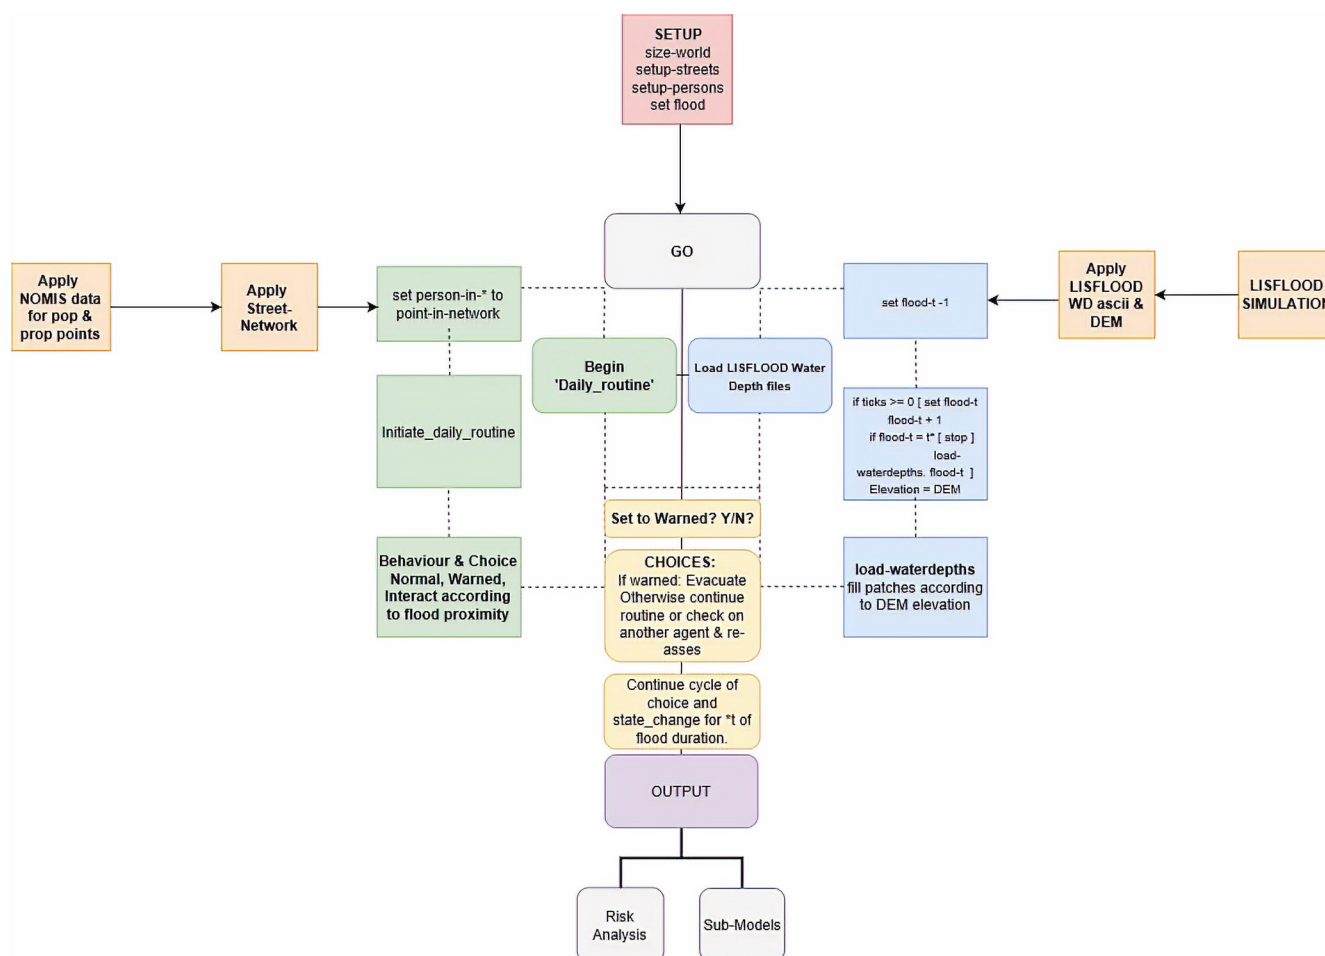 SETUP
size-world
setup-streets
setup-persons
set flood
GO
Apply
NOMIS data
for pop &
prop points
Apply
Street-
Network
set person-in-* to
point-in-network
set flood-t -1
Apply
LISFLOOD
WD ascii &
DEM
LISFLOOD
SIMULATION
Begin
'Daily_routine'
Load LISFLOOD Water
Depth files
Initiate_daily_routine
if ticks >= 0 [ set flood-t
flood-t + 1
if flood-t = t* [ stop ]
load-
waterdepths. flood-t ]
Elevation = DEM
Set to Warned? Y/N?
Behaviour & Choice
Normal, Warned,
Interact according
to flood proximity
CHOICES:
If warned: Evacuate
Otherwise continue
routine or check on
another agent & re-
asses
load-waterdepths
fill patches according
to DEM elevation
Continue cycle of
choice and
state_change for *t of
flood duration.
OUTPUT
Risk
Analysis
Sub-Models